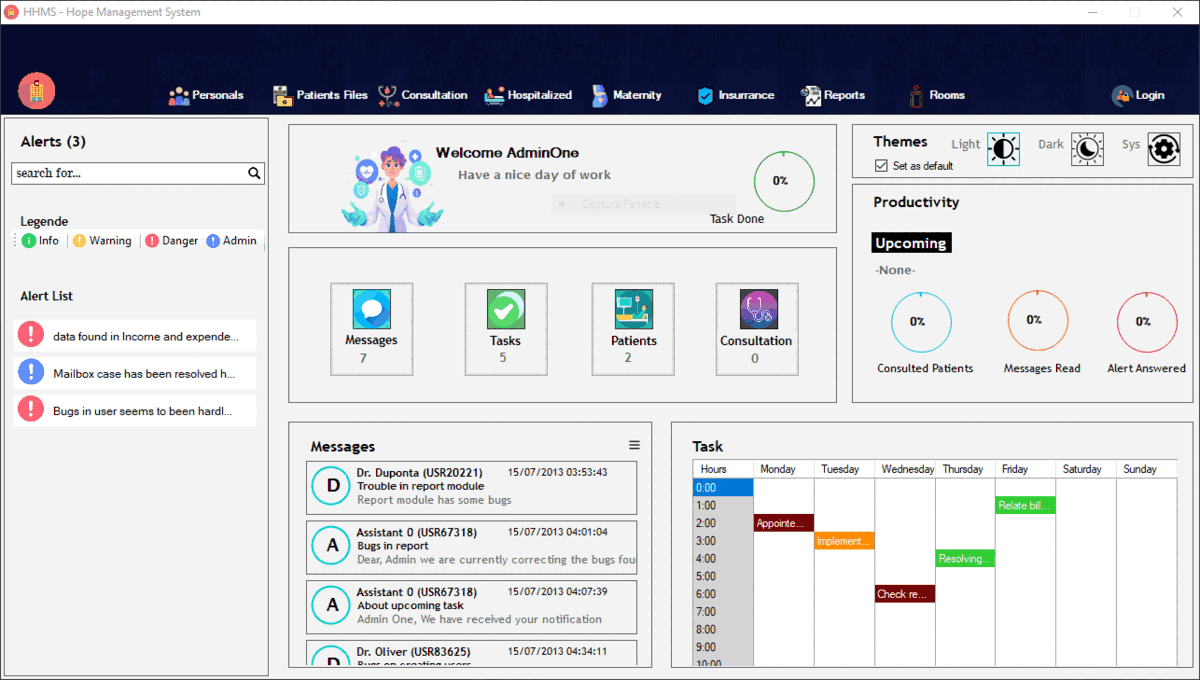 HHMS - Hope Management System
Personals
Patients Files
Consultation
Hospitalized
Maternity
Insurrance
Reports
Rooms
Login
Alerts (3)
search for...
Legende
Info
Warning
Danger
Admin
Alert List
data found in Income and expende...
Mailbox case has been resolved h...
Bugs in user seems to been hardl...
Welcome AdminOne
Have a nice day of work
Capture Fenetre
0%
Task Done
Messages
7
Tasks
5
Patients
2
Consultation
0
Themes
Light
Dark
Sys
Set as default
Productivity
Upcoming
-None-
0%
0%
0%
Consulted Patients
Messages Read
Alert Answered
Messages
D
Dr. Duponta (USR20221)
15/07/2013 03:53:43
Trouble in report module
Report module has some bugs
A
Assistant 0 (USR67318)
15/07/2013 04:01:04
Bugs in report
Dear, Admin we are currently correcting the bugs fou
A
Assistant 0 (USR67318)
15/07/2013 04:07:39
About upcoming task
Admin One, We have received your notification
D
Dr. Oliver (USR83625)
15/07/2013 04:34:11
Bugs on creating users
Task
Hours Monday Tuesday Wednesday Thursday Friday Saturday Sunday
0:00
1:00 Relate bill...
2:00 Appointe...
3:00 Implement...
4:00 Resolving...
5:00
6:00 Check re...
7:00
8:00
9:00
10:00